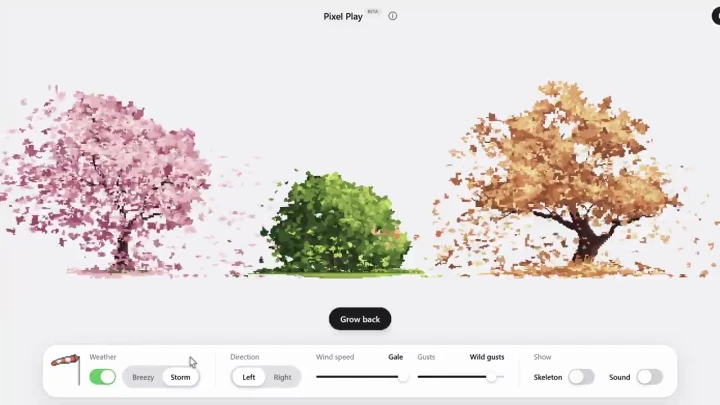 Pixel Play BETA
Grow back
Weather
Breezy Storm
Direction
Left Right
Wind speed Gale
Gusts Wild gusts
Show
Skeleton Sound